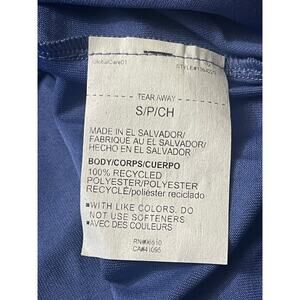 GlobalCare01
TEAR AWAY
S/P/CH
MADE IN EL SALVADOR/
FABRIQUE AU EL SALVADOR/
HECHO EN EL SALVADOR
BODY/CORPS/CUERPO
100% RECYCLED
POLYESTER/POLYESTER
RECYCLÉ/poliéster reciclado
■WITH LIKE COLORS. DO
NOT USE SOFTENERS
■AVEC DES COULEURS